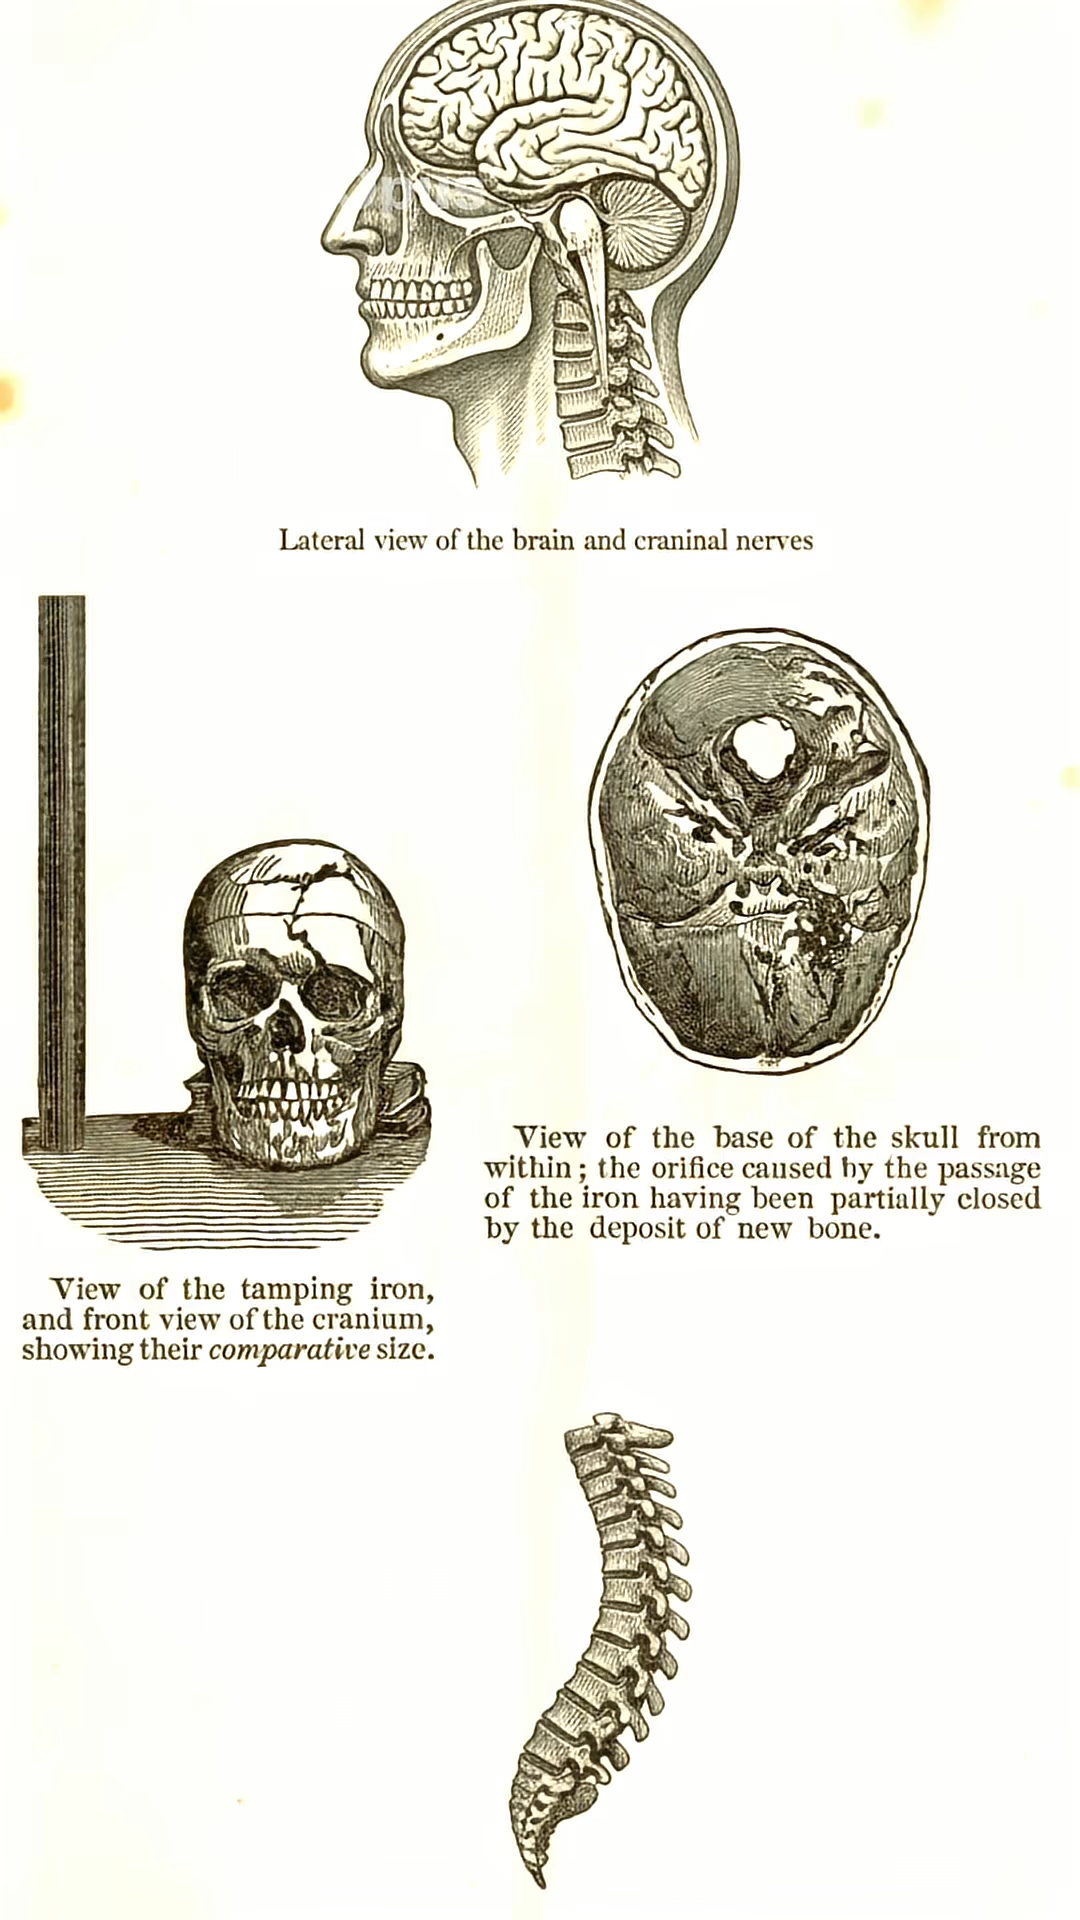 pus
Lateral view of the brain and craninal nerves
View of the base of the skull from
within; the orifice caused by the passage
of the iron having been partially closed
by the deposit of new bone.
View of the tamping iron,
and front view of the cranium,
showing their comparative size.